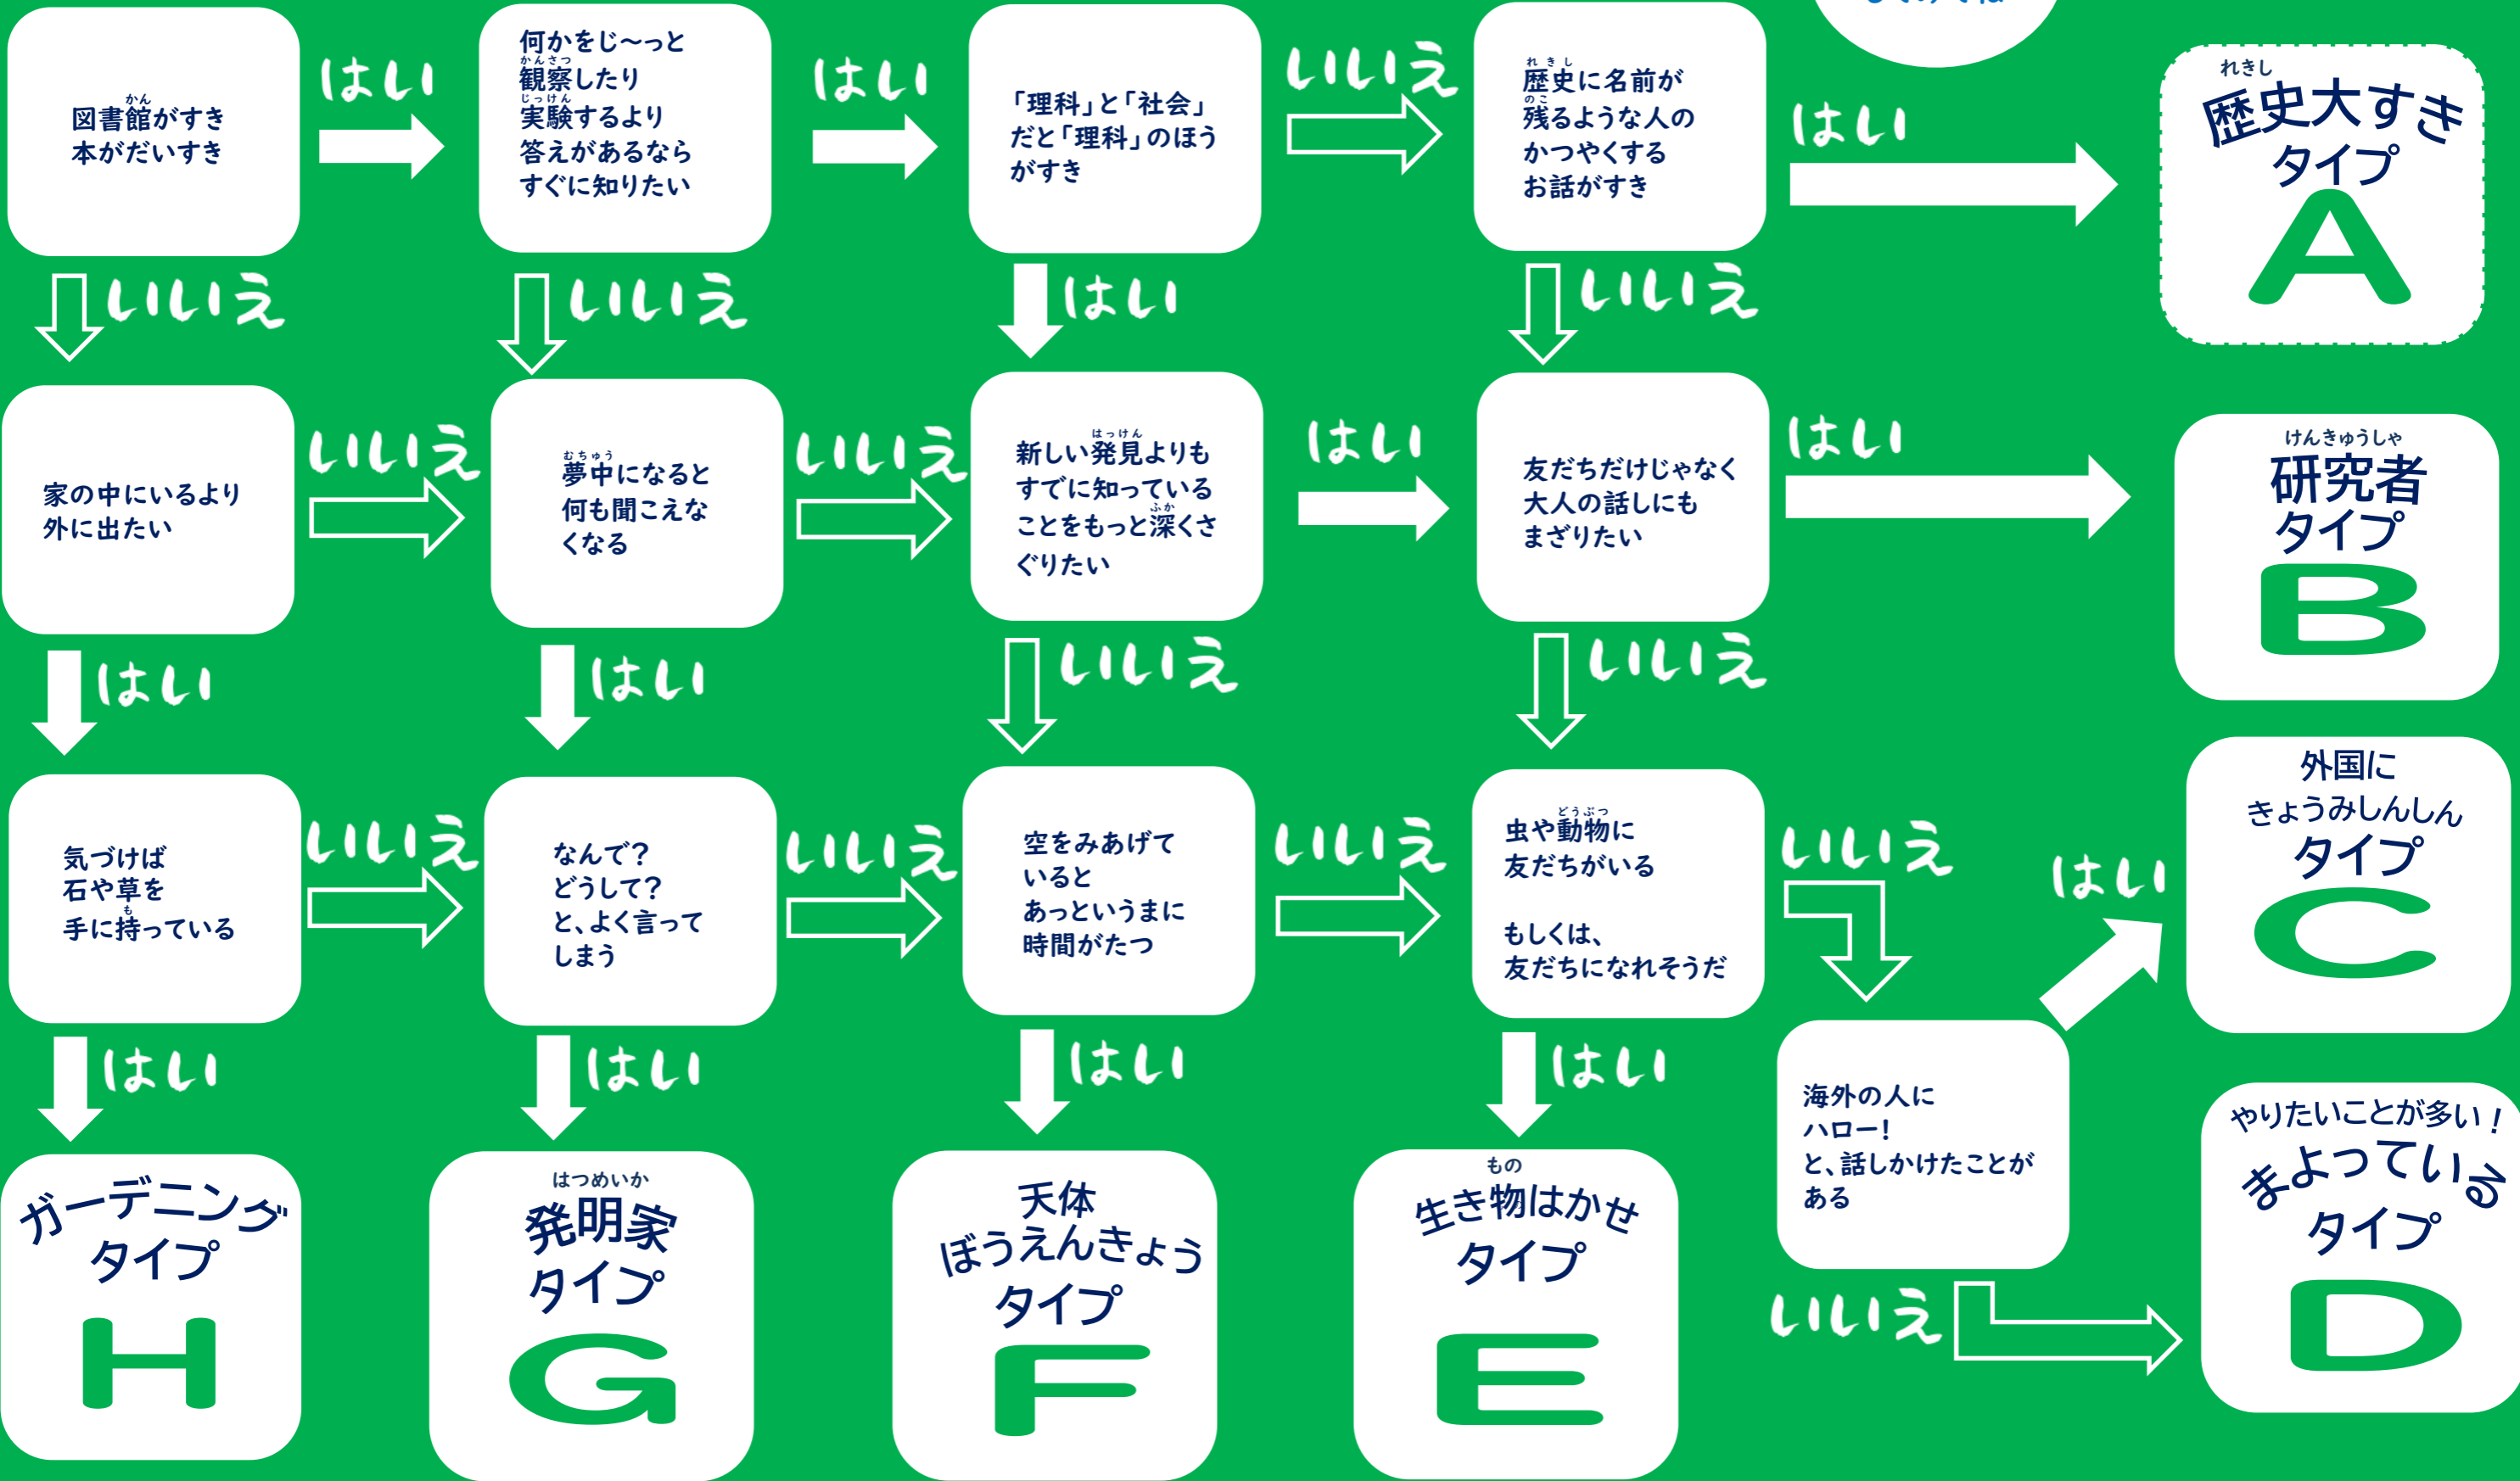 図書館がすき
本がだいすき
はい
何かをじ～っと
観察したり
実験するより
答えがあるなら
すぐに知りたい
はい
「理科」と「社会」
だと「理科」のほう
がすき
いいえ
歴史に名前が
残るような人の
かつやくする
お話がすき
はい
れきし
歴史大すき
タイプ
A
いいえ
いいえ
はい
いいえ
家の中にいるより
外に出たい
いいえ
夢中になると
何も聞こえな
くなる
いいえ
新しい発見よりも
すでに知っている
ことをもっと深くさ
ぐりたい
はい
友だちだけじゃなく
大人の話しにも
まざりたい
はい
けんきゅうしゃ
研究者
タイプ
B
はい
はい
いいえ
いいえ
気づけば
石や草を
手に持っている
いいえ
なんで？
どうして？
と、よく言って
しまう
いいえ
空をみあげて
いると
あっというまに
時間がたつ
いいえ
虫や動物に
友だちがいる
もしくは、
友だちになれそうだ
いいえ
はい
外国に
きょうみしんしん
タイプ
C
はい
はい
はい
はい
海外の人に
ハロー！
と、話しかけたことが
ある
いいえ
やりたいことが多い！
まよっている
タイプ
D
ガーデニング
タイプ
H
はつめいか
発明家
タイプ
G
天体
ぼうえんきょう
タイプ
F
もの
生き物はかせ
タイプ
E